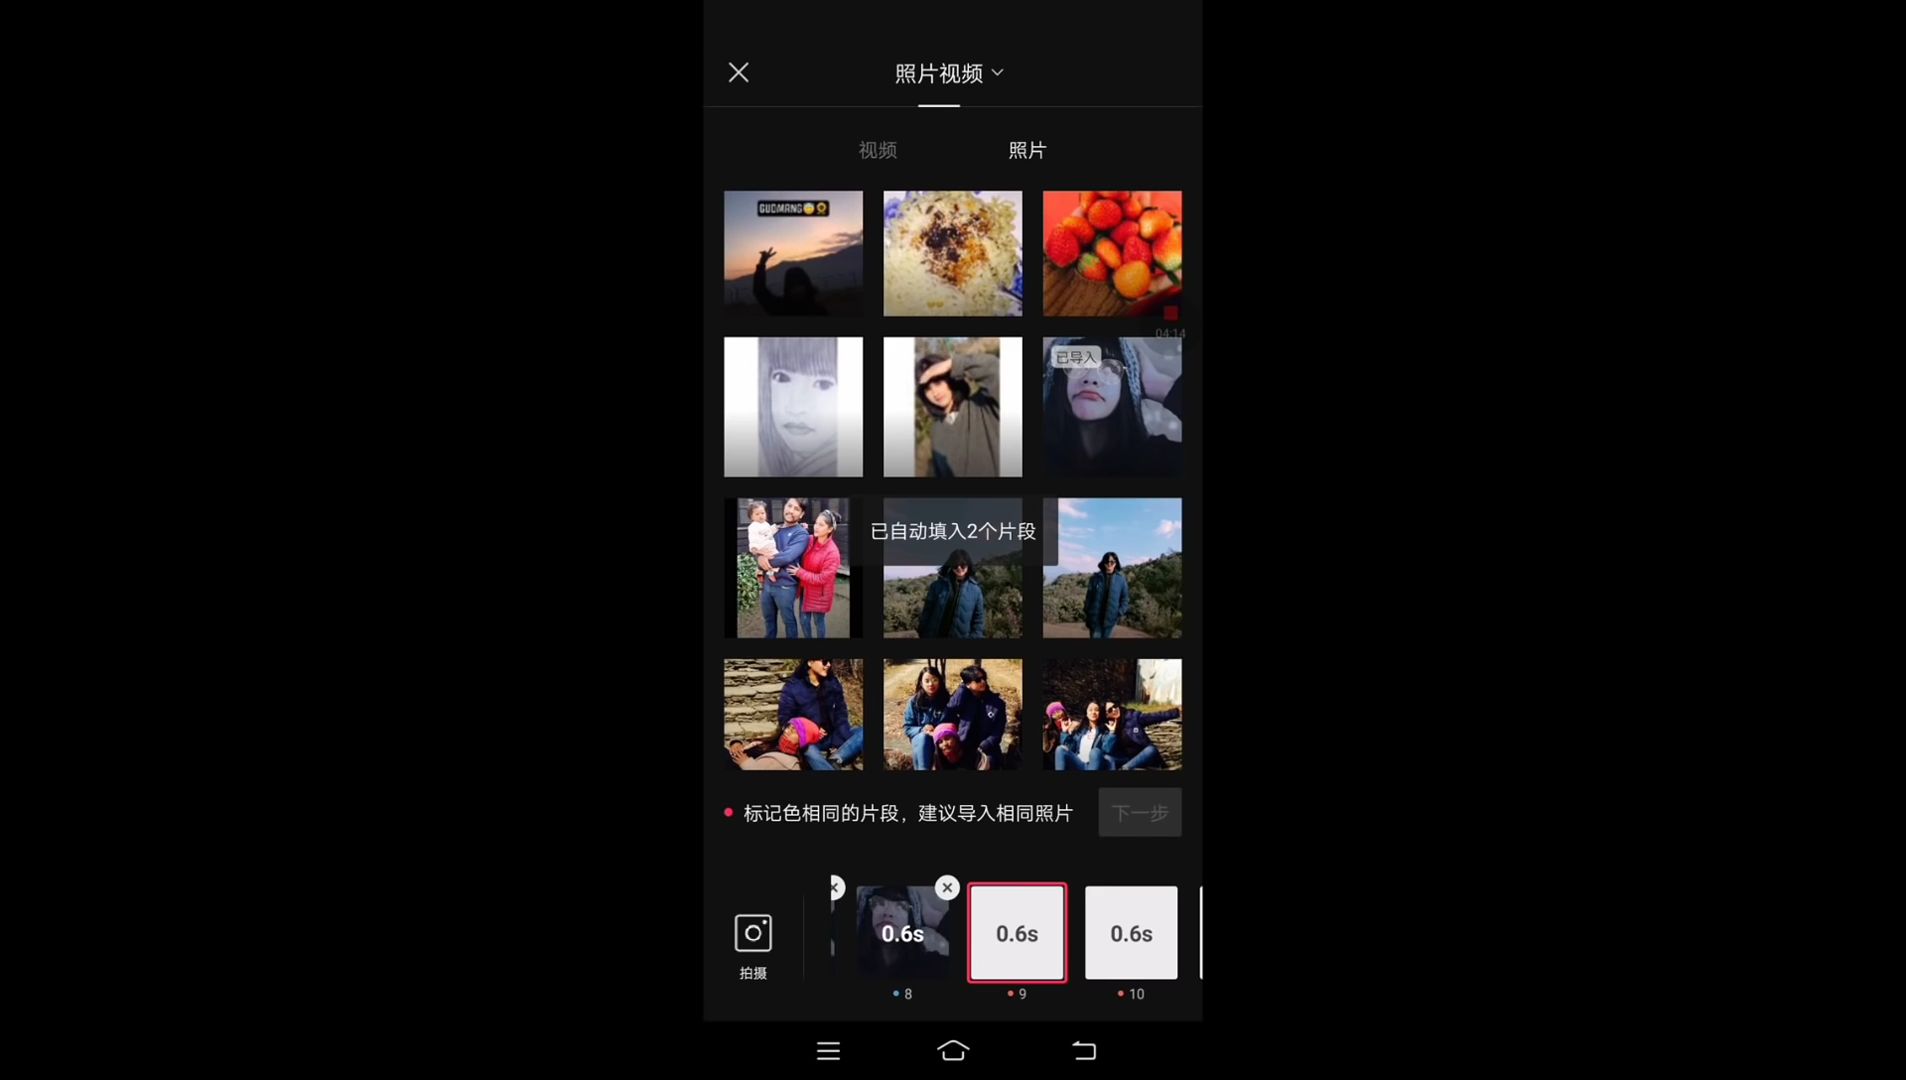 照片视频
视频
照片
GUDMANG
04:14
已导入
已自动填入2个片段
标记色相同的片段，建议导入相同照片
下一步
0.6s
0.6s
0.6s
拍摄
8
9
10